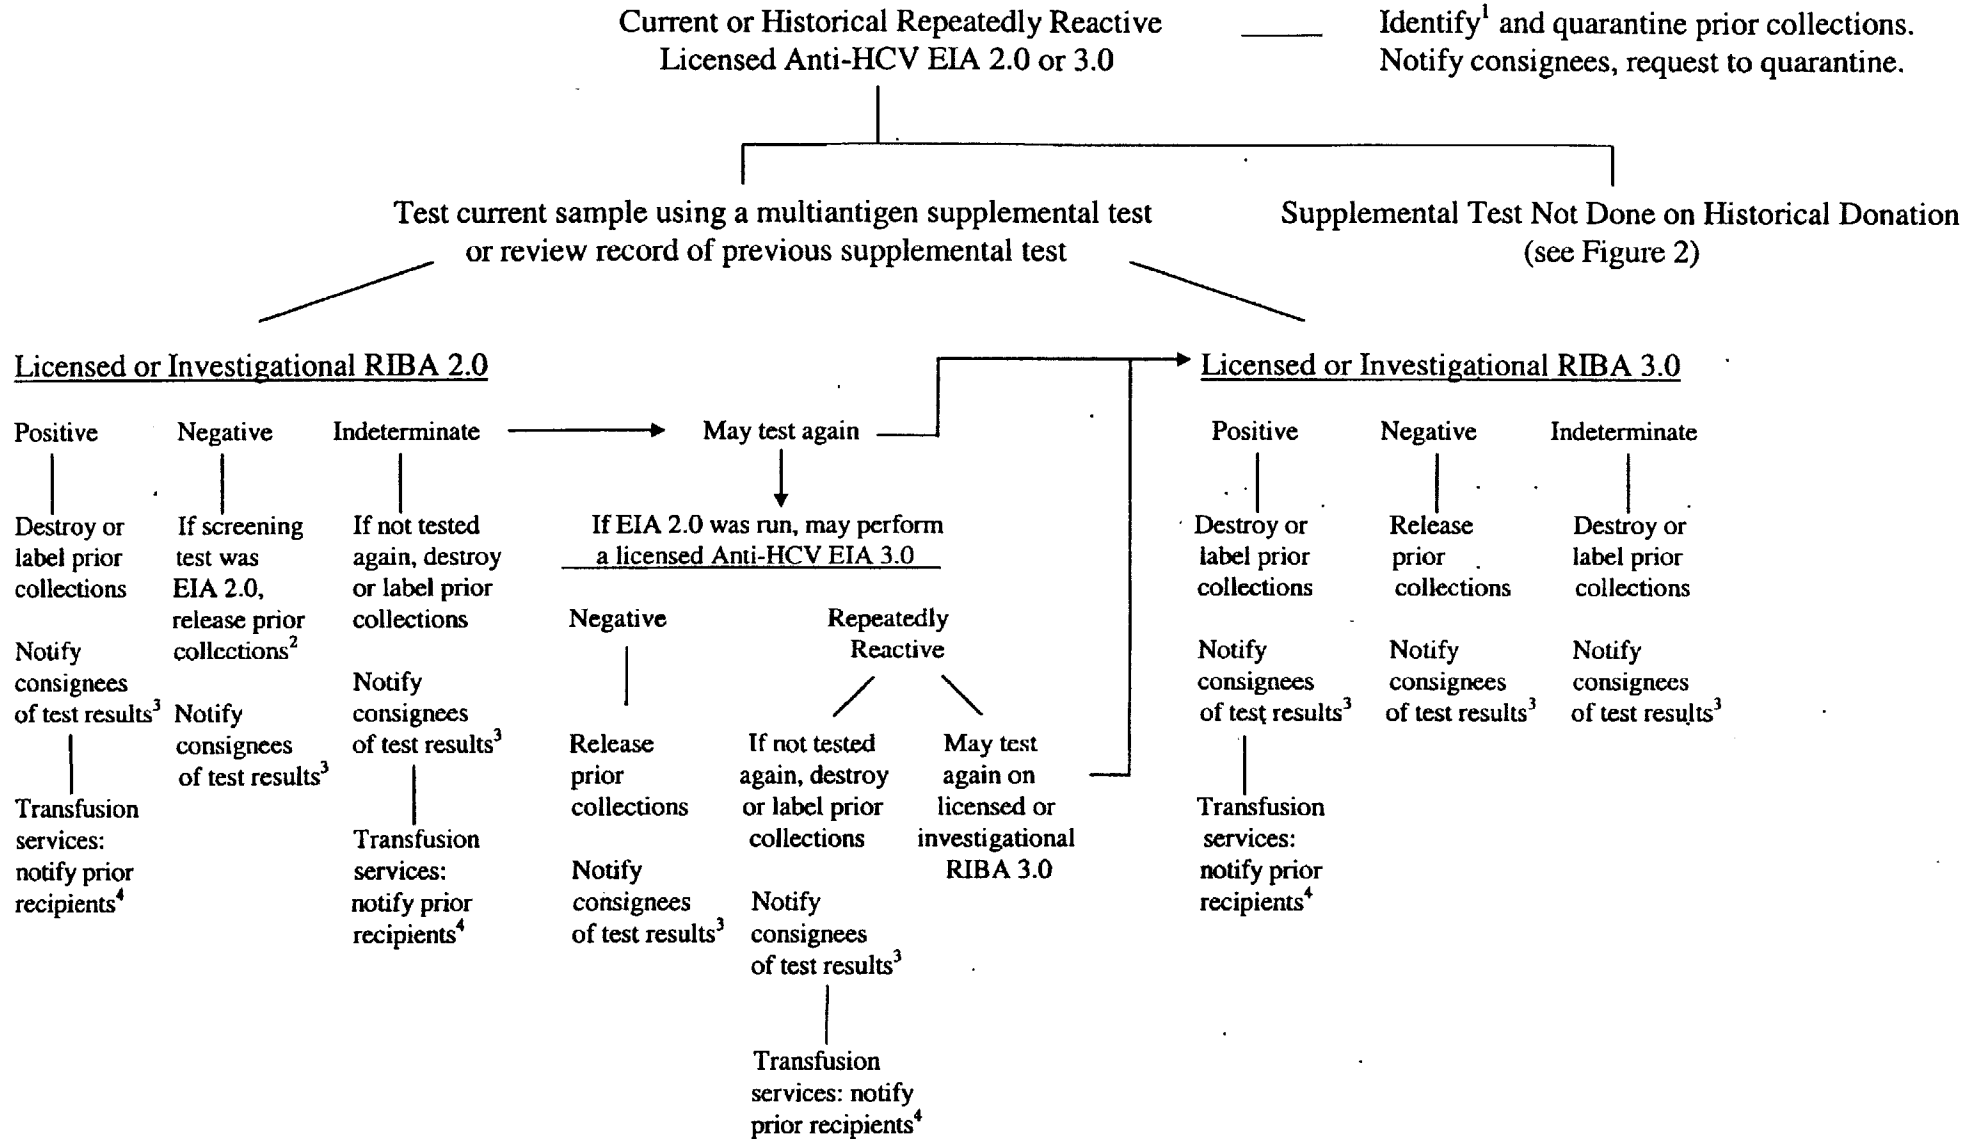 Current or Historical Repeatedly Reactive
Licensed Anti-HCV EIA 2.0 or 3.0
Identify¹ and quarantine prior collections.
Notify consignees, request to quarantine.
Test current sample using a multiantigen supplemental test
or review record of previous supplemental test
Supplemental Test Not Done on Historical Donation
(see Figure 2)
Licensed or Investigational RIBA 2.0
Positive
Destroy or
label prior
collections
Notify
consignees
of test results³
Transfusion
services:
notify prior
recipients⁴
Negative
If screening
test was
EIA 2.0,
release prior
collections²
Notify
consignees
of test results³
Indeterminate
If not tested
again, destroy
or label prior
collections
Notify
consignees
of test results³
Transfusion
services:
notify prior
recipients⁴
May test again
If EIA 2.0 was run, may perform
a licensed Anti-HCV EIA 3.0
Negative
Release
prior
collections
Notify
consignees
of test results³
Repeatedly
Reactive
If not tested
again, destroy
or label prior
collections
Notify
consignees
of test results³
Transfusion
services: notify
prior recipients⁴
May test
again on
licensed or
investigational
RIBA 3.0
Licensed or Investigational RIBA 3.0
Positive
Destroy or
label prior
collections
Notify
consignees
of test results³
Transfusion
services:
notify prior
recipients⁴
Negative
Release
prior
collections
Notify
consignees
of test results³
Indeterminate
Destroy or
label prior
collections
Notify
consignees
of test results³